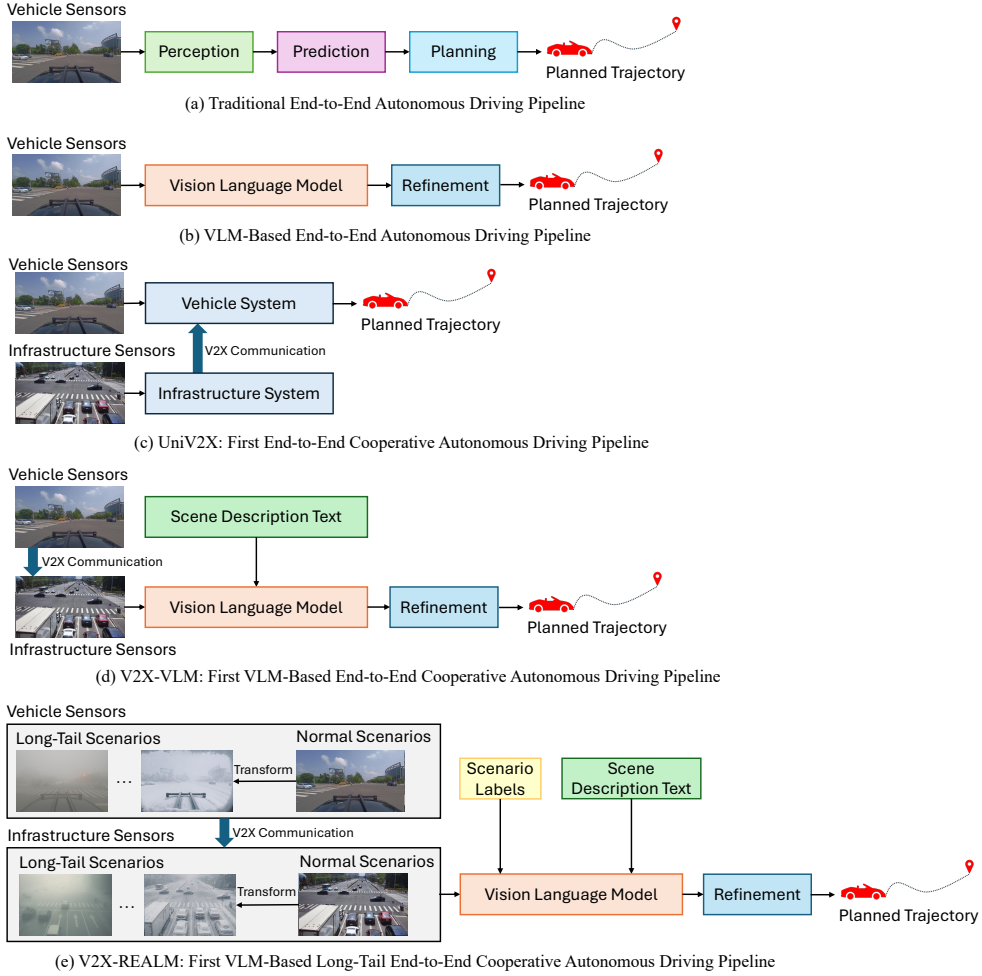 Vehicle Sensors
Perception
Prediction
Planning
Planned Trajectory
(a) Traditional End-to-End Autonomous Driving Pipeline
Vehicle Sensors
Vision Language Model
Refinement
Planned Trajectory
(b) VLM-Based End-to-End Autonomous Driving Pipeline
Vehicle Sensors
Vehicle System
Planned Trajectory
V2X Communication
Infrastructure Sensors
Infrastructure System
(c) UniV2X: First End-to-End Cooperative Autonomous Driving Pipeline
Vehicle Sensors
Scene Description Text
V2X Communication
Vision Language Model
Refinement
Planned Trajectory
Infrastructure Sensors
(d) V2X-VLM: First VLM-Based End-to-End Cooperative Autonomous Driving Pipeline
Vehicle Sensors
Long-Tail Scenarios
Normal Scenarios
...
Transform
Scenario
Labels
Scene
Description Text
V2X Communication
Infrastructure Sensors
Long-Tail Scenarios
Normal Scenarios
...
Transform
Vision Language Model
Refinement
Planned Trajectory
(e) V2X-REALM: First VLM-Based Long-Tail End-to-End Cooperative Autonomous Driving Pipeline